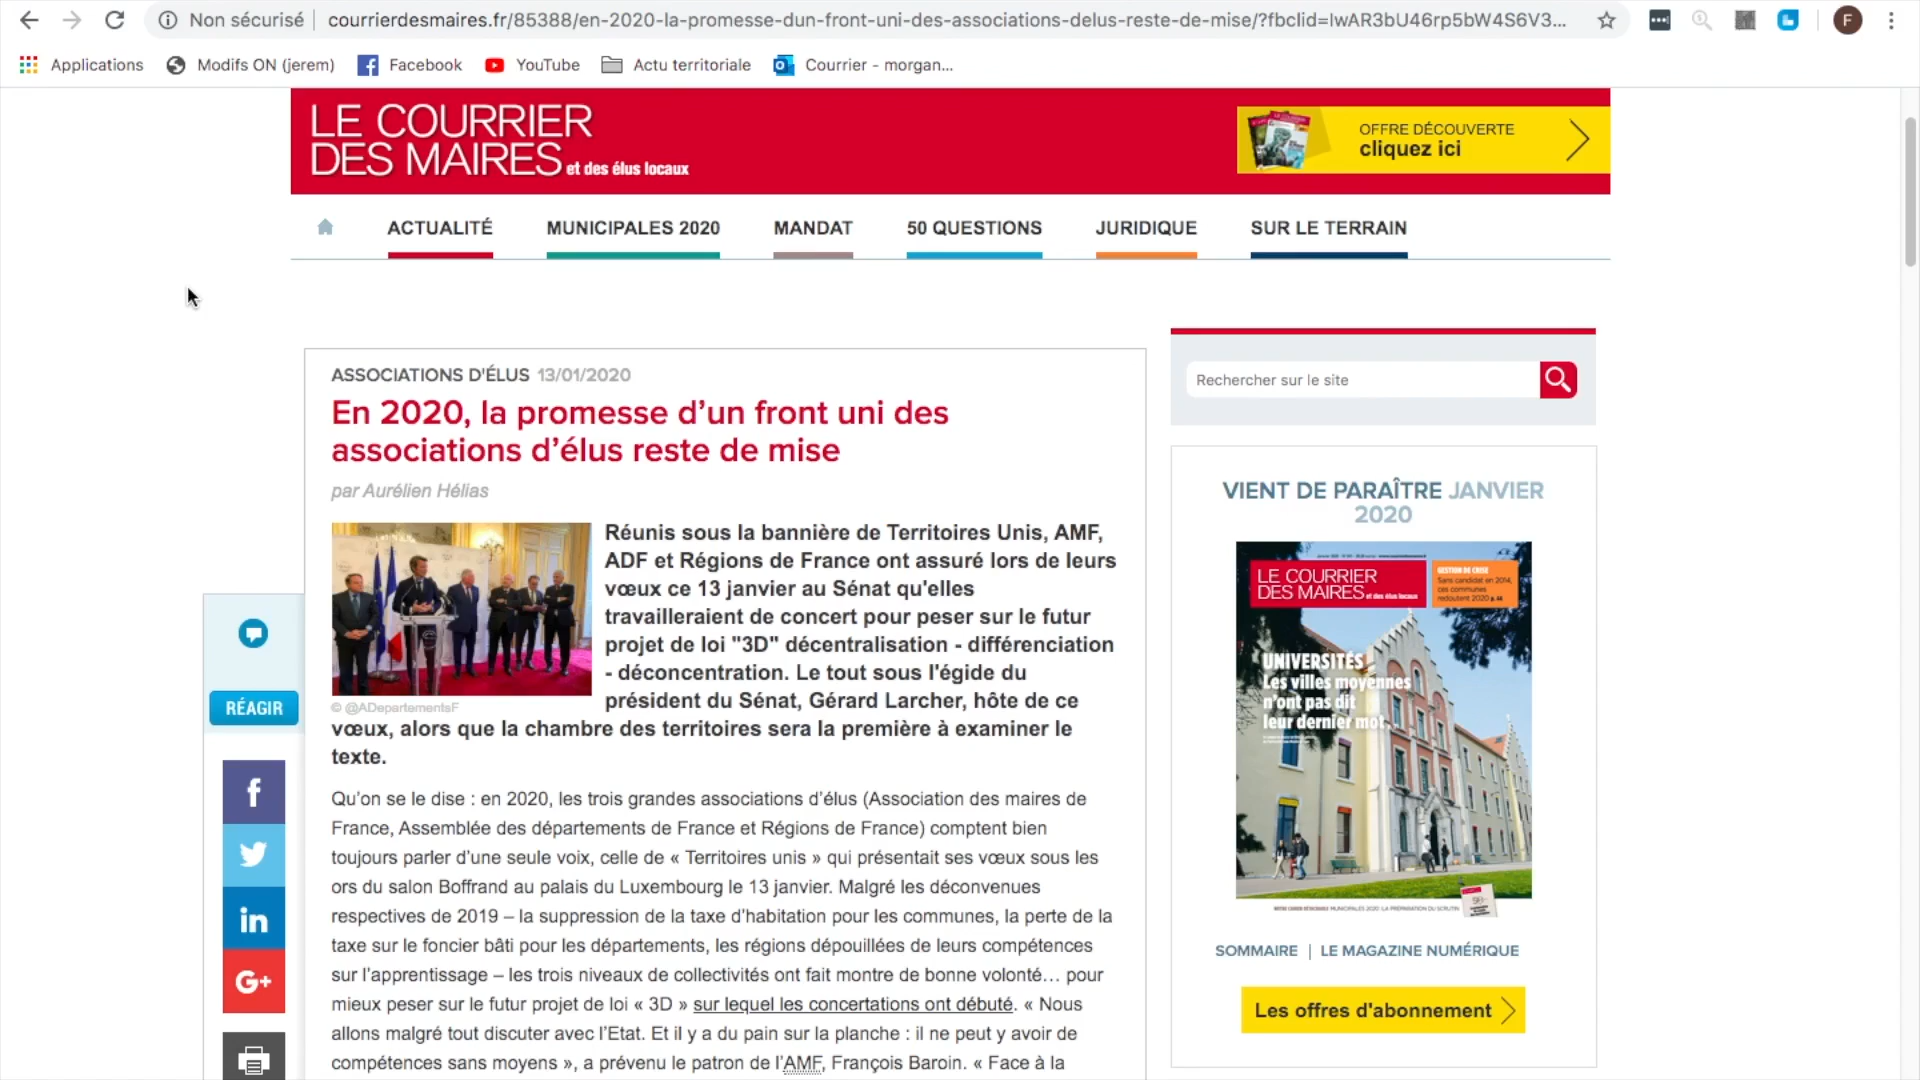 Non sécurisé
courrierdesmaires.fr/85388/en-2020-la-promesse-dun-front-uni-des-associations-delus-reste-de-mise/?fbclid=IwAR3bU46rp5bW4S6V3...
F
Applications
Modifs ON (jerem)
Facebook
YouTube
Actu territoriale
Courrier - morgan...
LE COURRIER
DES MAIRES et des élus locaux
OFFRE DÉCOUVERTE
cliquez ici
ACTUALITÉ
MUNICIPALES 2020
MANDAT
50 QUESTIONS
JURIDIQUE
SUR LE TERRAIN
ASSOCIATIONS D'ÉLUS 13/01/2020
En 2020, la promesse d’un front uni des
associations d’élus reste de mise
par Aurélien Hélias
Réunis sous la bannière de Territoires Unis, AMF,
ADF et Régions de France ont assuré lors de leurs
vœux ce 13 janvier au Sénat qu'elles
travailleraient de concert pour peser sur le futur
projet de loi "3D" décentralisation - différenciation
- déconcentration. Le tout sous l'égide du
président du Sénat, Gérard Larcher, hôte de ce
© @ADepartementsF
vœux, alors que la chambre des territoires sera la première à examiner le
texte.
Qu’on se le dise : en 2020, les trois grandes associations d’élus (Association des maires de
France, Assemblée des départements de France et Régions de France) comptent bien
toujours parler d’une seule voix, celle de « Territoires unis » qui présentait ses vœux sous les
ors du salon Boffrand au palais du Luxembourg le 13 janvier. Malgré les déconvenues
respectives de 2019 – la suppression de la taxe d’habitation pour les communes, la perte de la
taxe sur le foncier bâti pour les départements, les régions dépouillées de leurs compétences
sur l’apprentissage – les trois niveaux de collectivités ont fait montre de bonne volonté… pour
mieux peser sur le futur projet de loi « 3D » sur lequel les concertations ont débuté. « Nous
allons malgré tout discuter avec l’Etat. Et il y a du pain sur la planche : il ne peut y avoir de
compétences sans moyens », a prévenu le patron de l’AMF, François Baroin. « Face à la
RÉAGIR
f
in
G+
Rechercher sur le site
VIENT DE PARAÎTRE JANVIER
2020
LE COURRIER
DES MAIRES et des élus locaux
GESTION DE CRISE
Sans candidat en 2014,
ces communes
redoutent 2020 p.44
UNIVERSITÉS
Les villes moyennes
n'ont pas dit
leur dernier mot
SOMMAIRE | LE MAGAZINE NUMÉRIQUE
Les offres d'abonnement